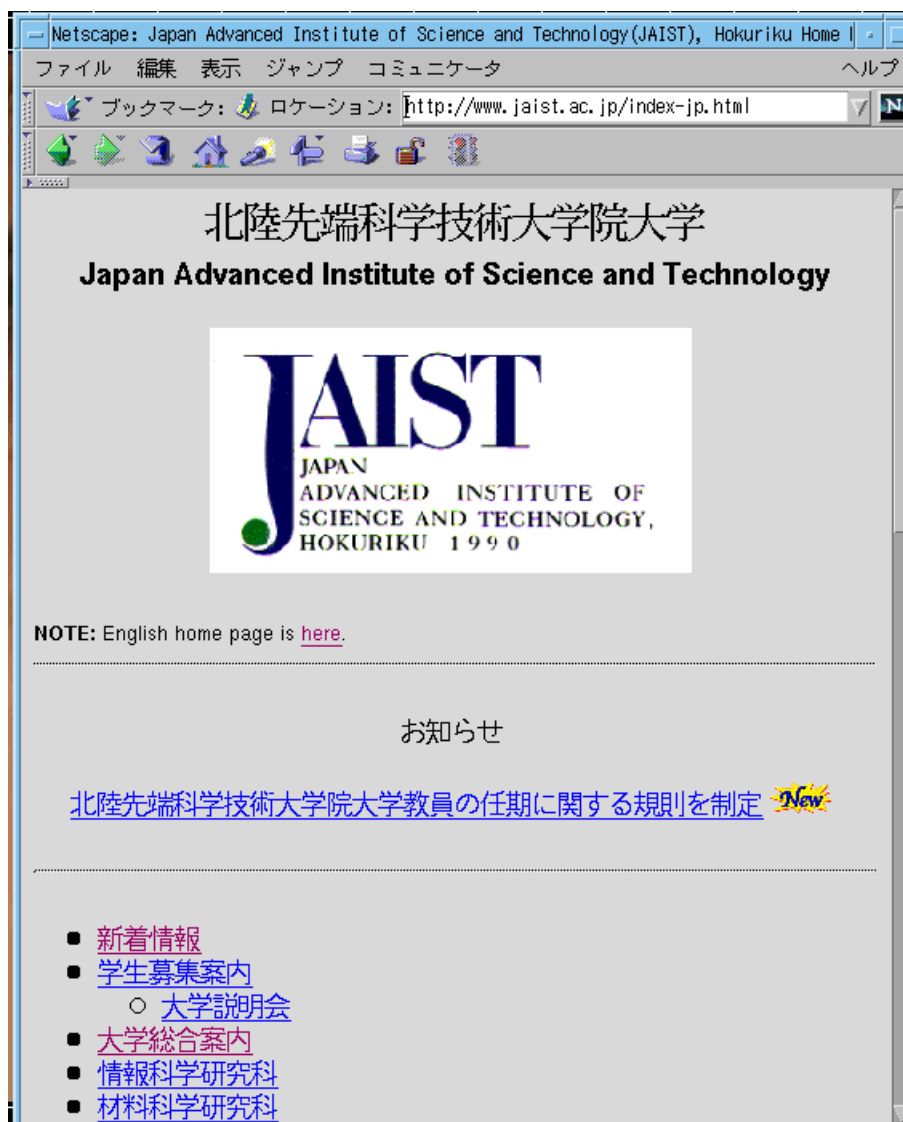 Netscape: Japan Advanced Institute of Science and Technology(JAIST), Hokuriku Home
ファイル 編集 表示 ジャンプ コミュニケータ ヘルプ
ブックマーク: ロケーション: http://www.jaist.ac.jp/index-jp.html N
北陸先端科学技術大学院大学
Japan Advanced Institute of Science and Technology
JAIST
JAPAN
ADVANCED INSTITUTE OF
SCIENCE AND TECHNOLOGY,
HOKURIKU 1990
NOTE: English home page is here.
お知らせ
北陸先端科学技術大学院大学教員の任期に関する規則を制定 New
新着情報
学生募集案内
大学説明会
大学総合案内
情報科学研究科
材料科学研究科